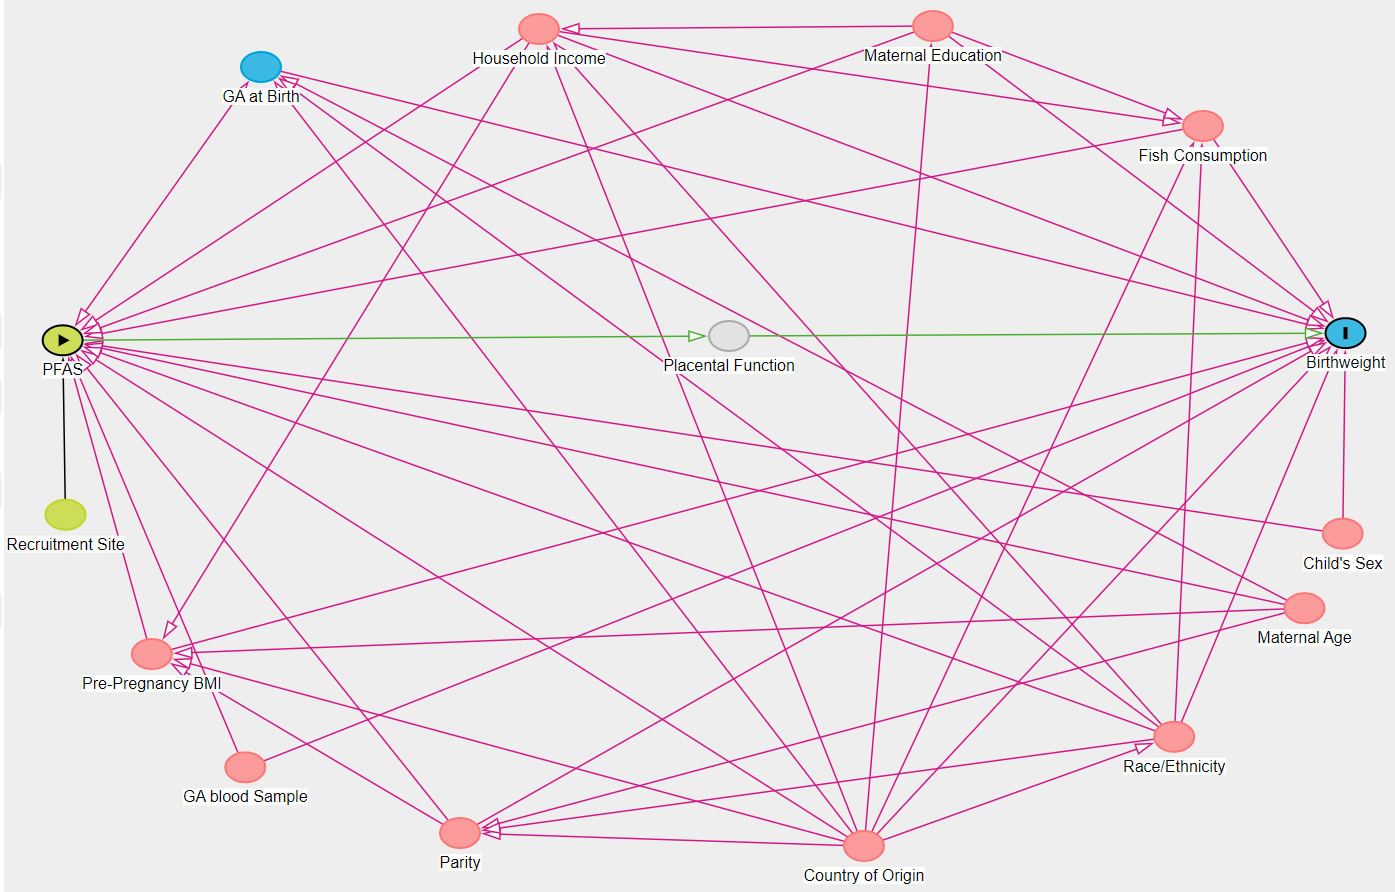 Household Income
Maternal Education
GA at Birth
Fish Consumption
PFAS
Placental Function
Birthweight
Recruitment Site
Child's Sex
Maternal Age
Pre-Pregnancy BMI
Race/Ethnicity
GA blood Sample
Parity
Country of Origin